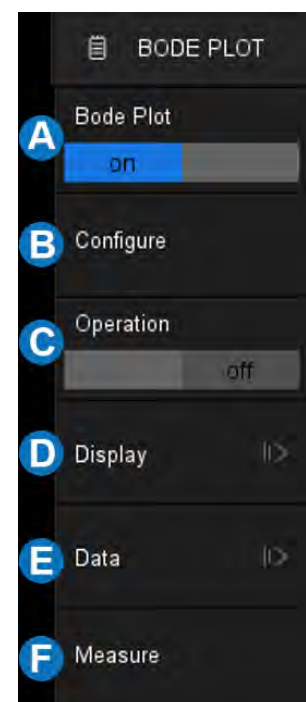 BODE PLOT
A
Bode Plot
on
B
Configure
C
Operation
off
D
Display
E
Data
F
Measure